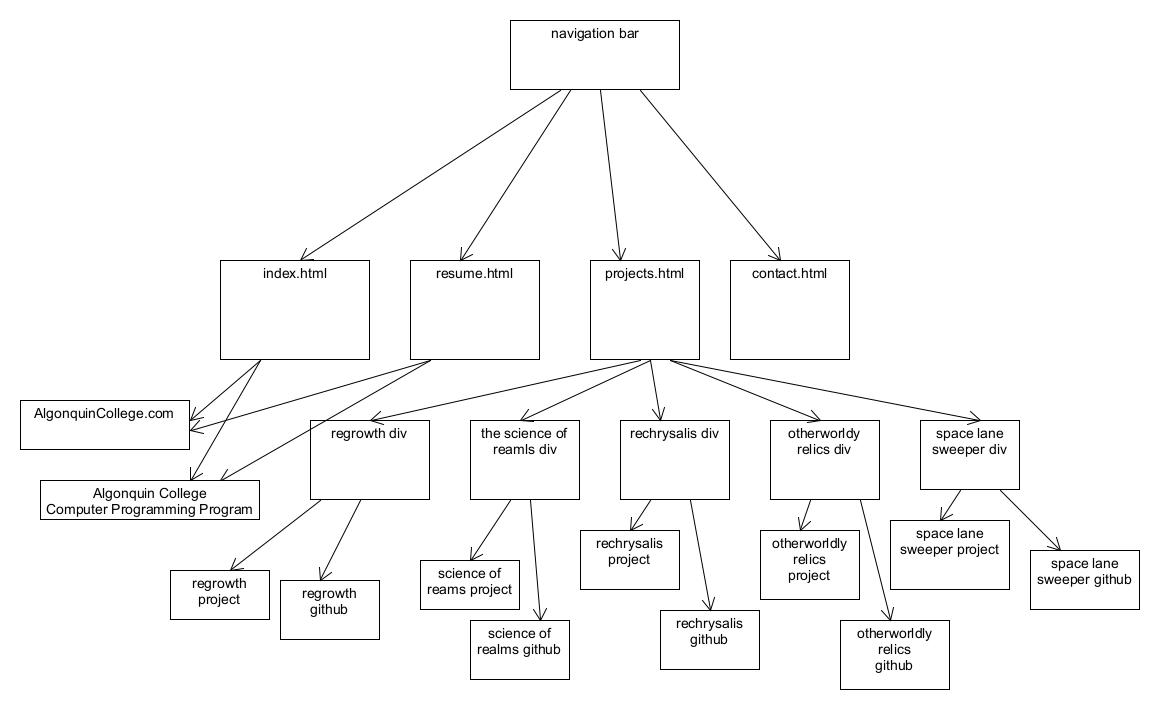 navigation bar
index.html
resume.html
projects.html
contact.html
AlgonquinCollege.com
Algonquin College
Computer Programming Program
regrowth div
the science of
reamls div
rechrysalis div
otherworldy
relics div
space lane
sweeper div
regrowth
project
regrowth
github
science of
reams project
science of
realms github
rechrysalis
project
rechrysalis
github
otherworldly
relics
project
otherworldly
relics
github
space lane
sweeper project
space lane
sweeper github